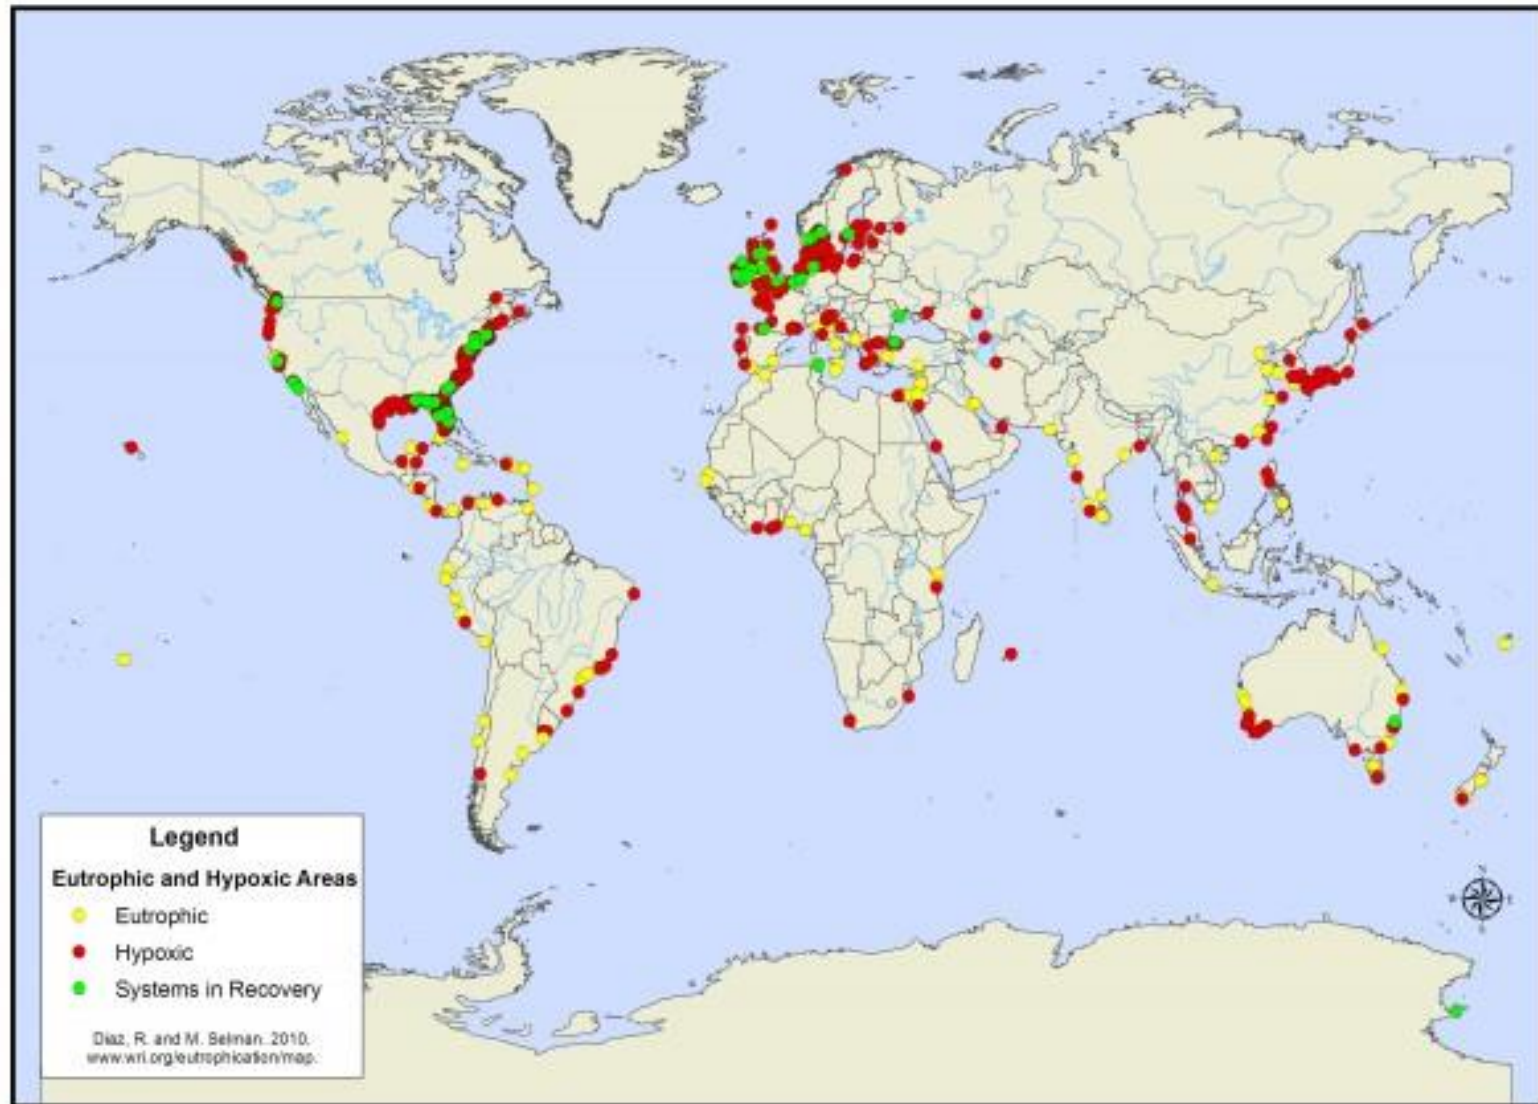 Legend
Eutrophic and Hypoxic Areas
Eutrophic
Hypoxic
Systems in Recovery
Diaz, R. and M. Selman. 2010.
www.wri.org/eutrophication/map.